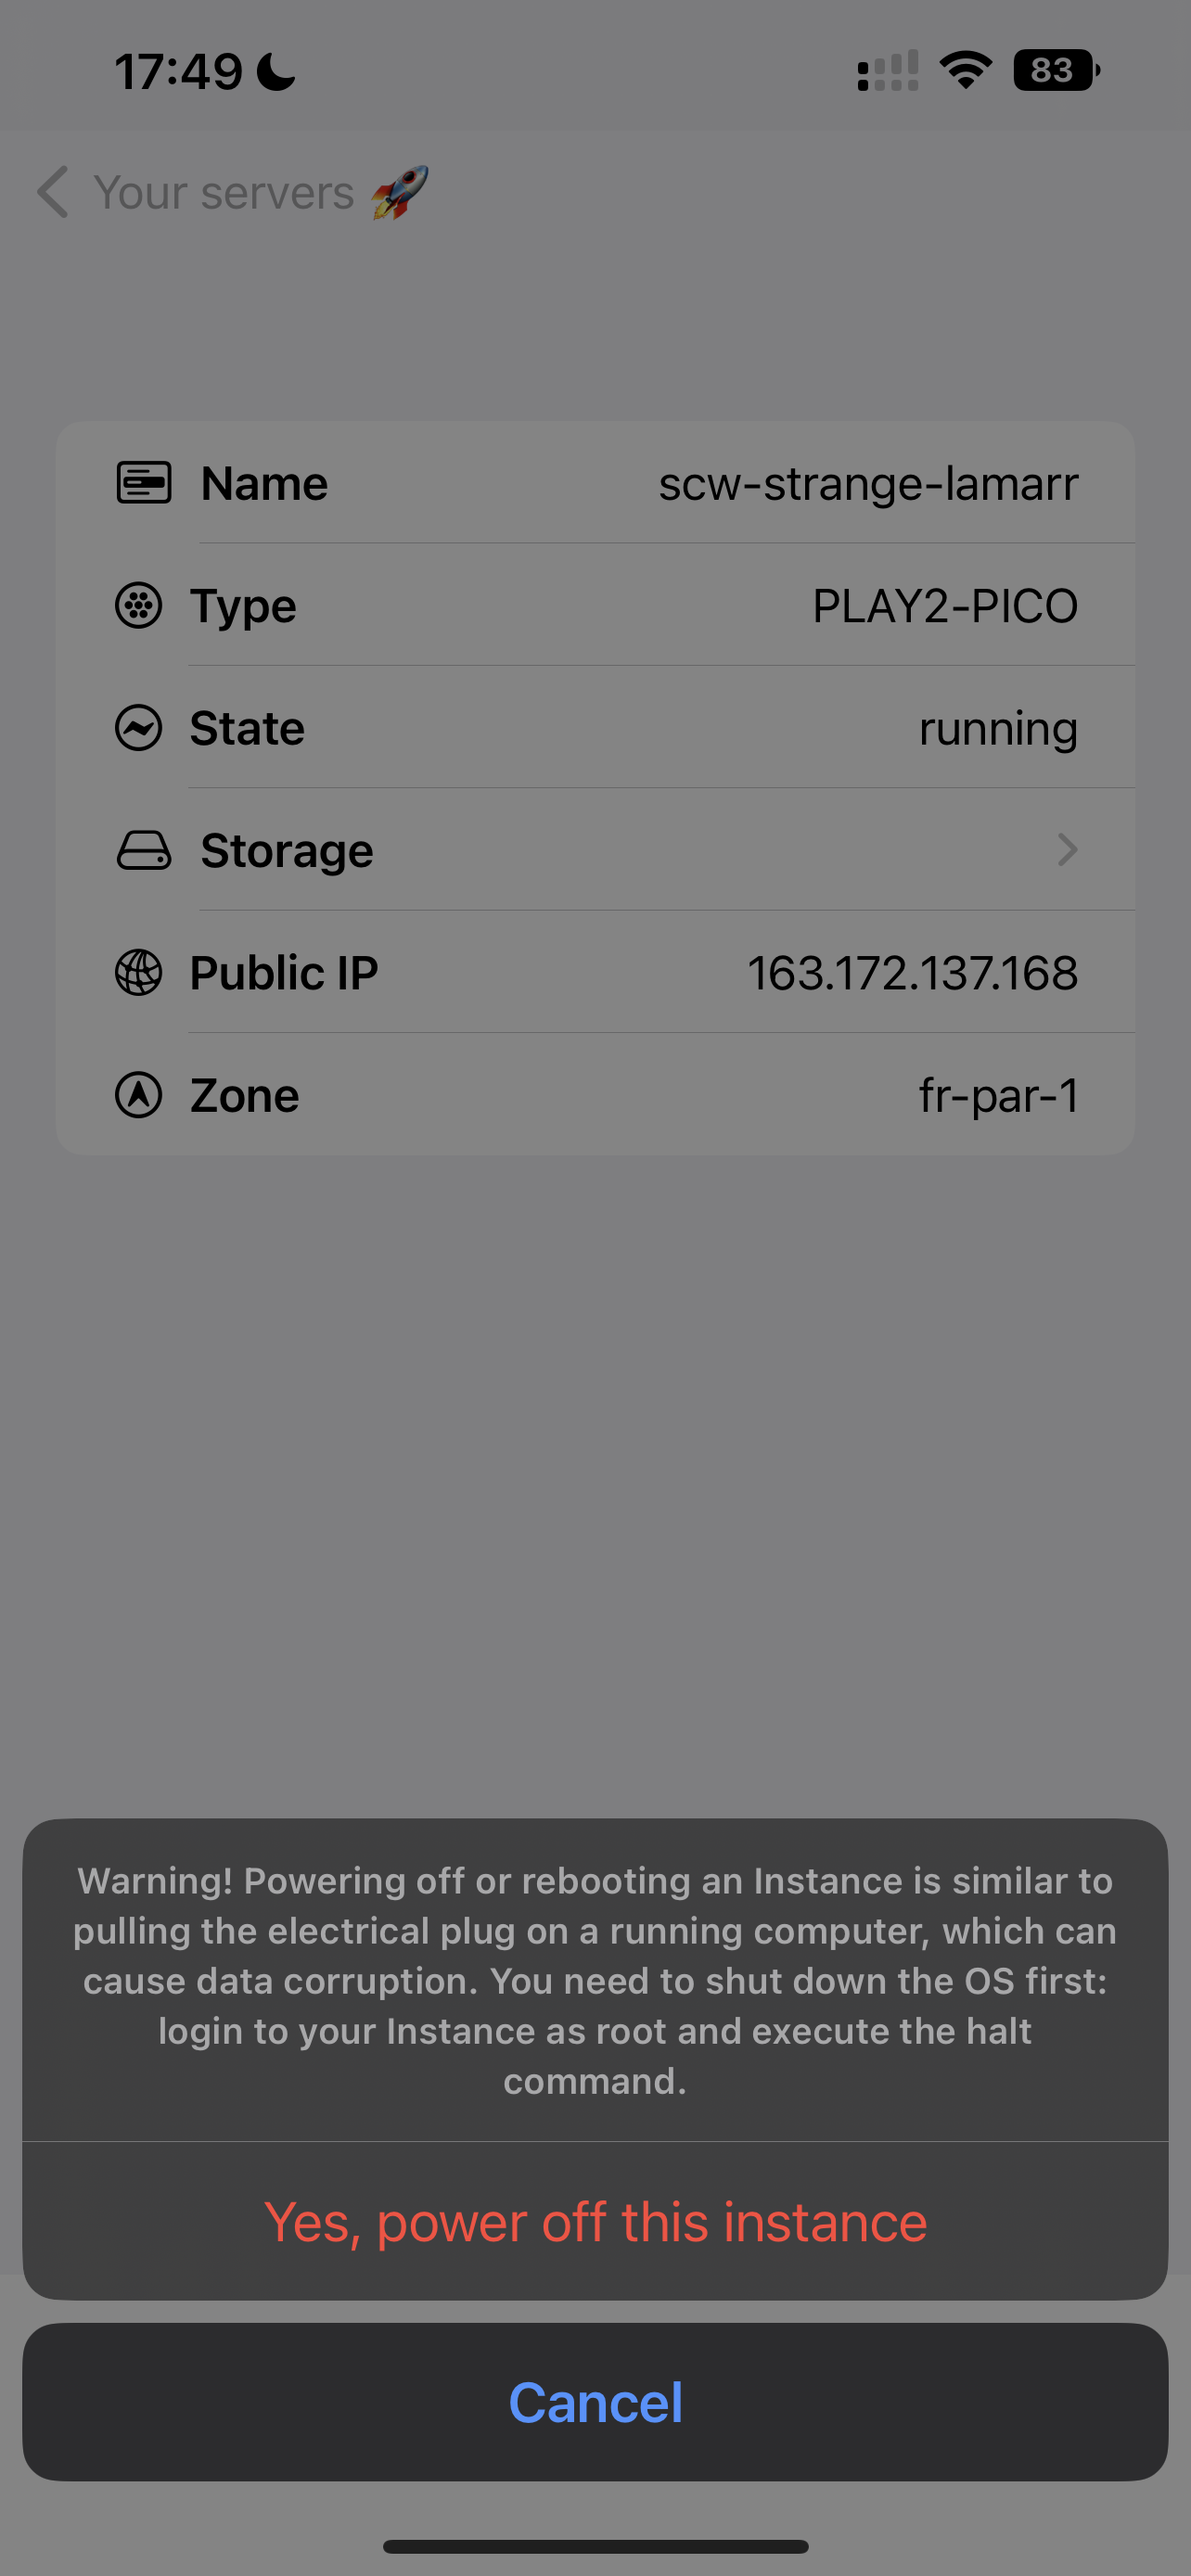 17:49
83
Your servers 🚀
Name scw-strange-lamarr
Type PLAY2-PICO
State running
Storage
Public IP 163.172.137.168
Zone fr-par-1
Warning! Powering off or rebooting an Instance is similar to
pulling the electrical plug on a running computer, which can
cause data corruption. You need to shut down the OS first:
login to your Instance as root and execute the halt
command.
Yes, power off this instance
Cancel